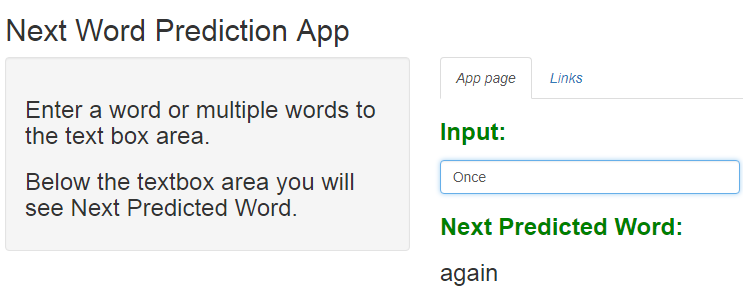 Next Word Prediction App
Enter a word or multiple words to
the text box area.
Below the textbox area you will
see Next Predicted Word.
App page
Links
Input:
Once
Next Predicted Word:
again